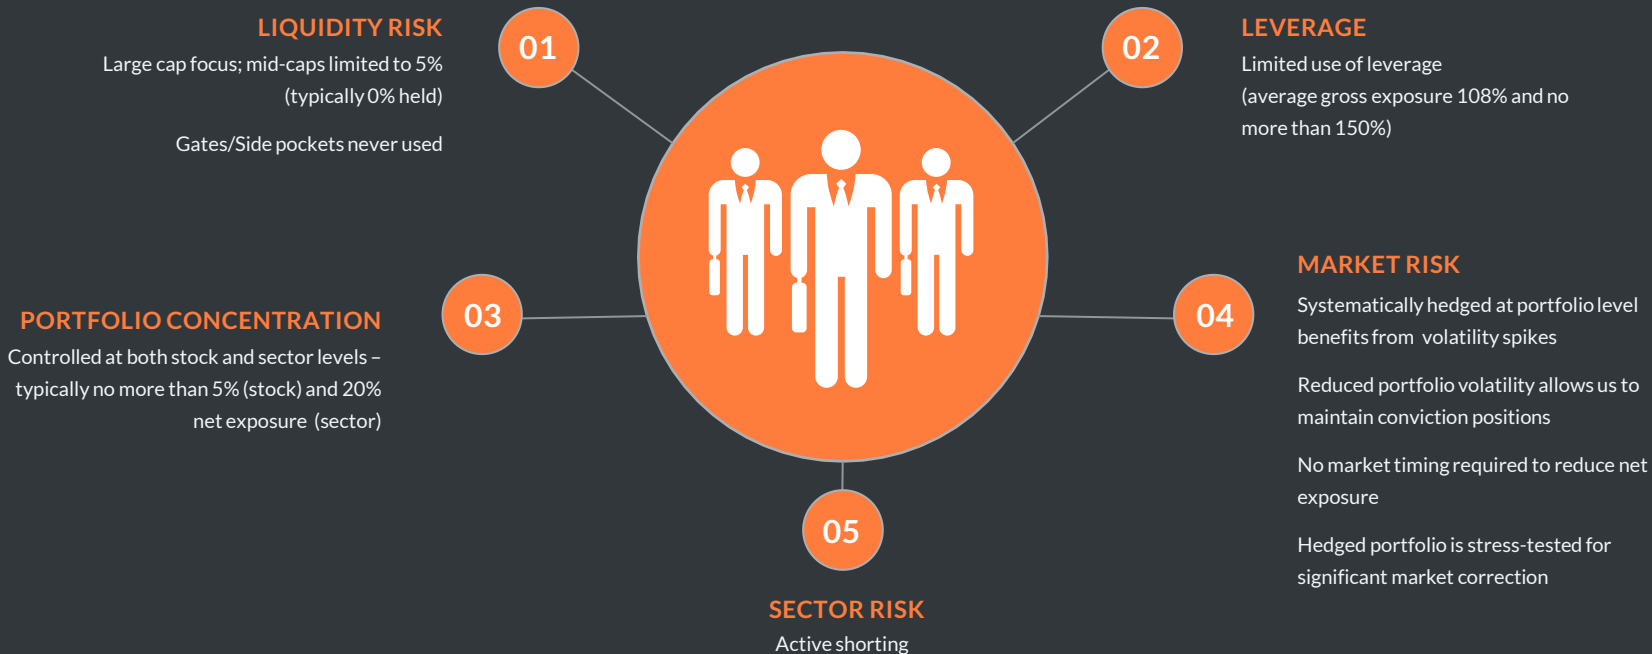 LIQUIDITY RISK
Large cap focus; mid-caps limited to 5%
(typically 0% held)
Gates/Side pockets never used
01
02
LEVERAGE
Limited use of leverage
(average gross exposure 108% and no
more than 150%)
PORTFOLIO CONCENTRATION
Controlled at both stock and sector levels –
typically no more than 5% (stock) and 20%
net exposure (sector)
03
04
MARKET RISK
Systematically hedged at portfolio level
benefits from volatility spikes
Reduced portfolio volatility allows us to
maintain conviction positions
No market timing required to reduce net
exposure
Hedged portfolio is stress-tested for
significant market correction
05
SECTOR RISK
Active shorting